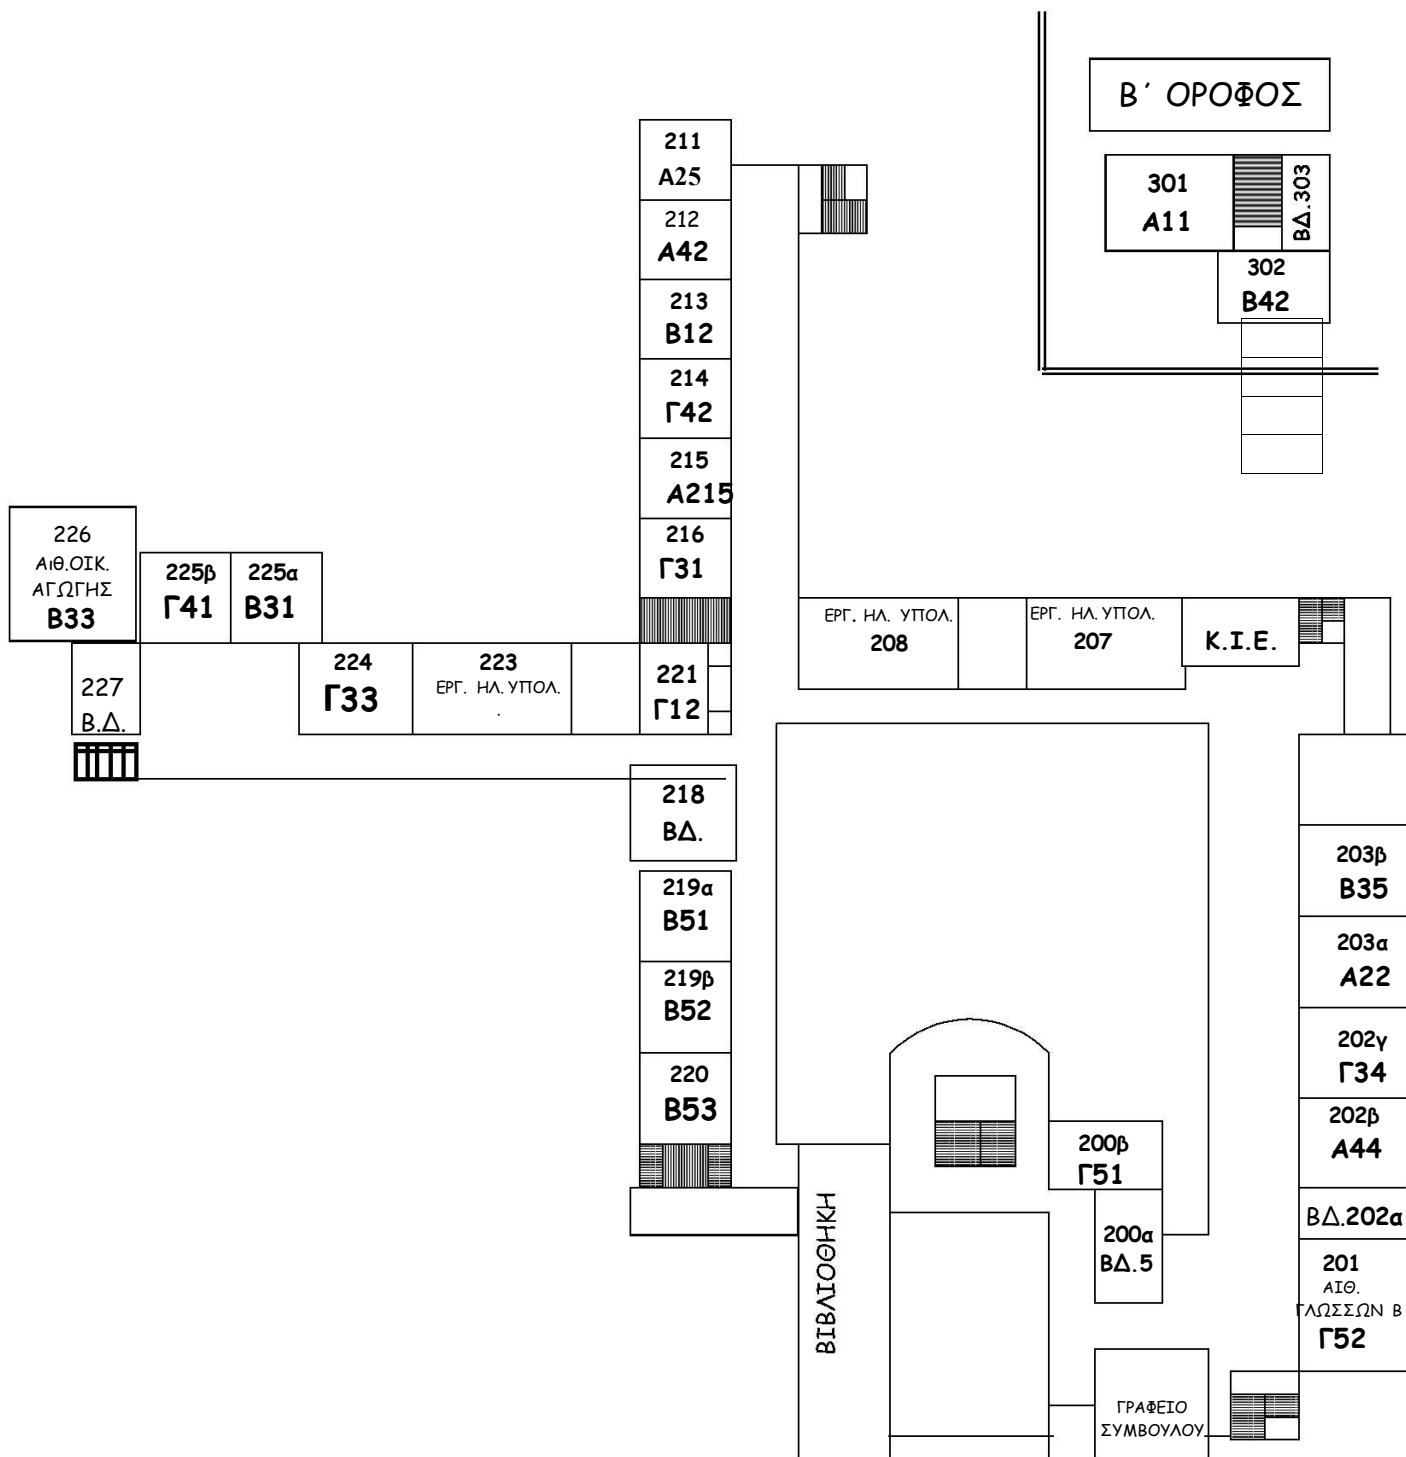 Β΄ ΟΡΟΦΟΣ
301
Α11
ΒΔ.303
302
Β42
211
Α25
212
Α42
213
Β12
214
Γ42
215
Α215
216
Γ31
226
Αιθ.ΟΙΚ.
ΑΓΩΓΗΣ
Β33
225β
Γ41
225α
Β31
227
Β.Δ.
224
Γ33
223
ΕΡΓ. ΗΛ. ΥΠΟΛ.
.
221
Γ12
ΕΡΓ. ΗΛ. ΥΠΟΛ.
208
ΕΡΓ. ΗΛ. ΥΠΟΛ.
207
Κ.Ι.Ε.
218
ΒΔ.
219α
Β51
219β
Β52
220
Β53
203β
Β35
203α
Α22
202γ
Γ34
202β
Α44
ΒΔ.202α
201
ΑΙΘ.
ΓΛΩΣΣΩΝ Β
Γ52
200β
Γ51
200α
ΒΔ.5
ΒΙΒΛΙΟΘΗΚΗ
ΓΡΑΦΕΙΟ
ΣΥΜΒΟΥΛΟΥ